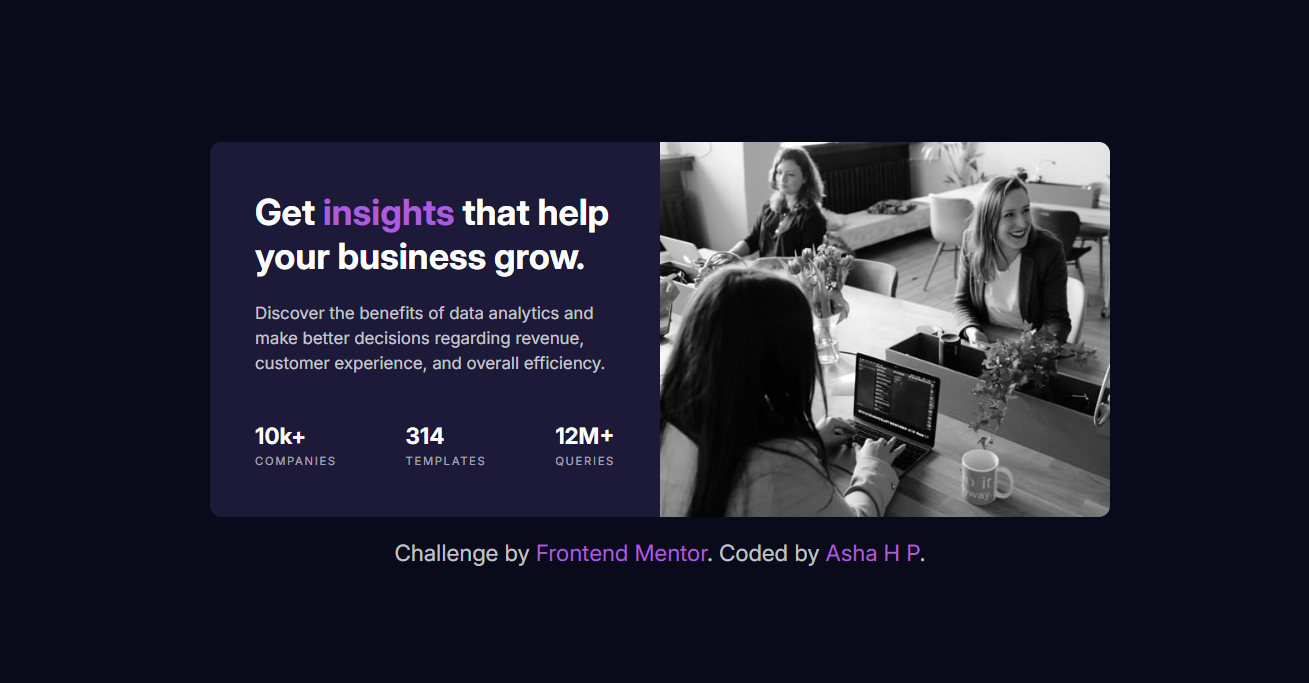 Get insights that help
your business grow.
Discover the benefits of data analytics and
make better decisions regarding revenue,
customer experience, and overall efficiency.
10k+ 314 12M+
COMPANIES TEMPLATES QUERIES
Challenge by Frontend Mentor. Coded by Asha H P.